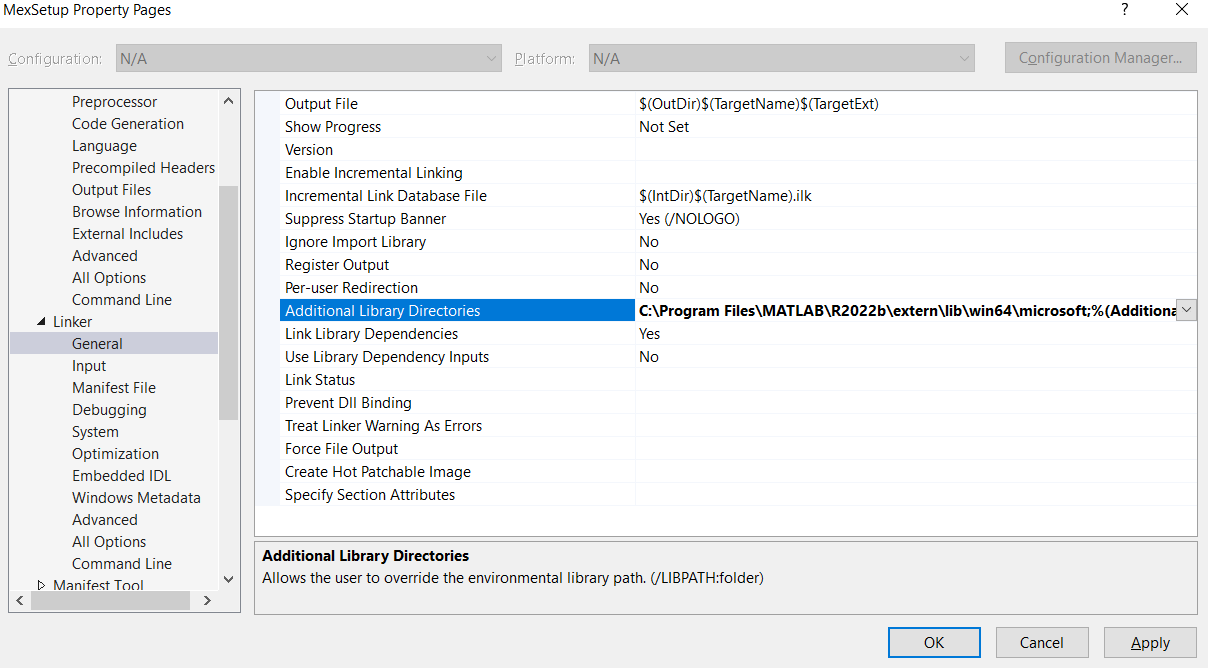 MexSetup Property Pages
?
Configuration: N/A Platform: N/A Configuration Manager...
Preprocessor
Code Generation
Language
Precompiled Headers
Output Files
Browse Information
External Includes
Advanced
All Options
Command Line
Linker
General
Input
Manifest File
Debugging
System
Optimization
Embedded IDL
Windows Metadata
Advanced
All Options
Command Line
Manifest Tool
Output File $(OutDir)$(TargetName)$(TargetExt)
Show Progress Not Set
Version
Enable Incremental Linking
Incremental Link Database File $(IntDir)$(TargetName).ilk
Suppress Startup Banner Yes (/NOLOGO)
Ignore Import Library No
Register Output No
Per-user Redirection No
Additional Library Directories C:\Program Files\MATLAB\R2022b\extern\lib\win64\microsoft;%(Additiona
Link Library Dependencies Yes
Use Library Dependency Inputs No
Link Status
Prevent Dll Binding
Treat Linker Warning As Errors
Force File Output
Create Hot Patchable Image
Specify Section Attributes
Additional Library Directories
Allows the user to override the environmental library path. (/LIBPATH:folder)
OK Cancel Apply